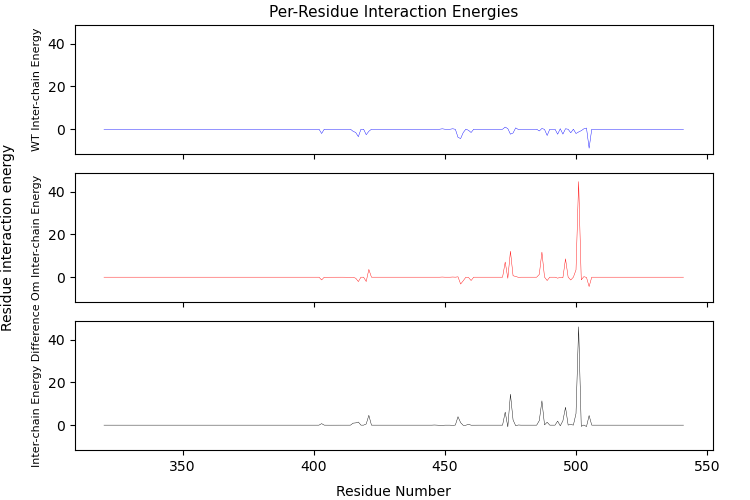 Per-Residue Interaction Energies
Residue interaction energy
WT Inter-chain Energy
40
20
0
Om Inter-chain Energy
40
20
0
Inter-chain Energy Difference
40
20
0
350
400
450
500
550
Residue Number